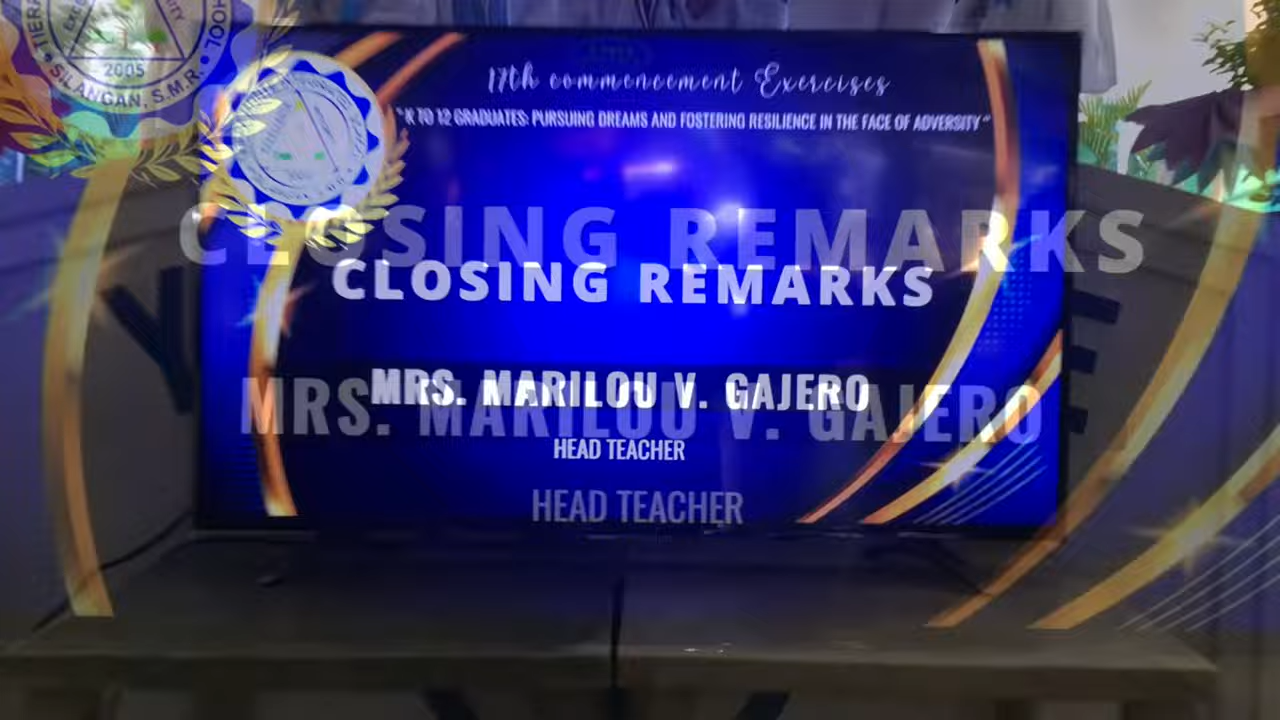 TIERRA
2005
SILANGAN, S.M.R.
17th commencement Exercises
"K TO 12 GRADUATES: PURSUING DREAMS AND FOSTERING RESILIENCE IN THE FACE OF ADVERSITY"
CLOSING REMARKS
CLOSING REMARKS
MRS. MARILOU V. GAJERO
MRS. MARILOU V. GAJERO
HEAD TEACHER
HEAD TEACHER